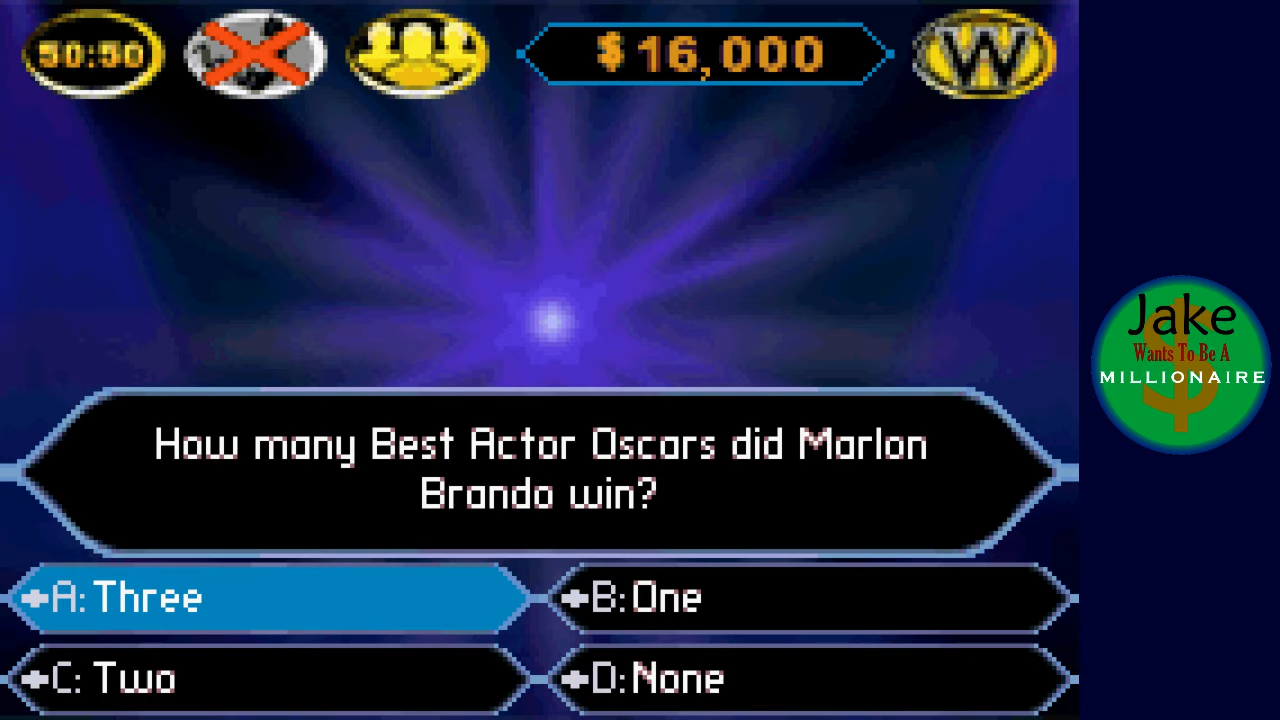 50:50
$16,000
W
How many Best Actor Oscars did Marlon
Brando win?
A: Three
B: One
C: Two
D: None
Jake
Wants To Be A
MILLIONAIRE
$